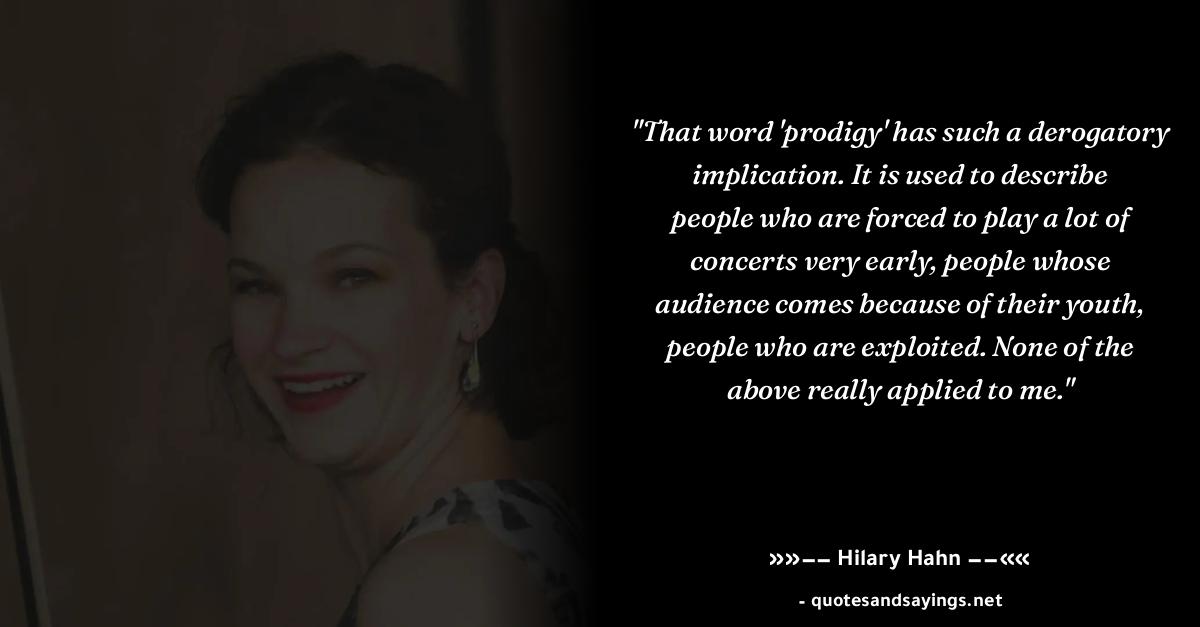 "That word 'prodigy' has such a derogatory
implication. It is used to describe
people who are forced to play a lot of
concerts very early, people whose
audience comes because of their youth,
people who are exploited. None of the
above really applied to me."
»»−− Hilary Hahn −−««
- quotesandsayings.net